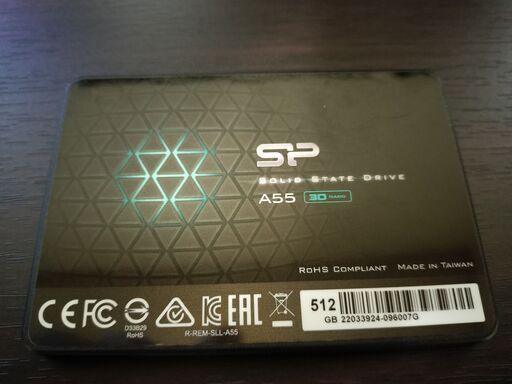 SP
SOLID STATE DRIVE
A55 3D NAND
ROHS COMPLIANT MADE IN TAIWAN
CE FC EAC 512
D33B29
RoHS R-REM-SLL-A55 GB 22033924-096007G